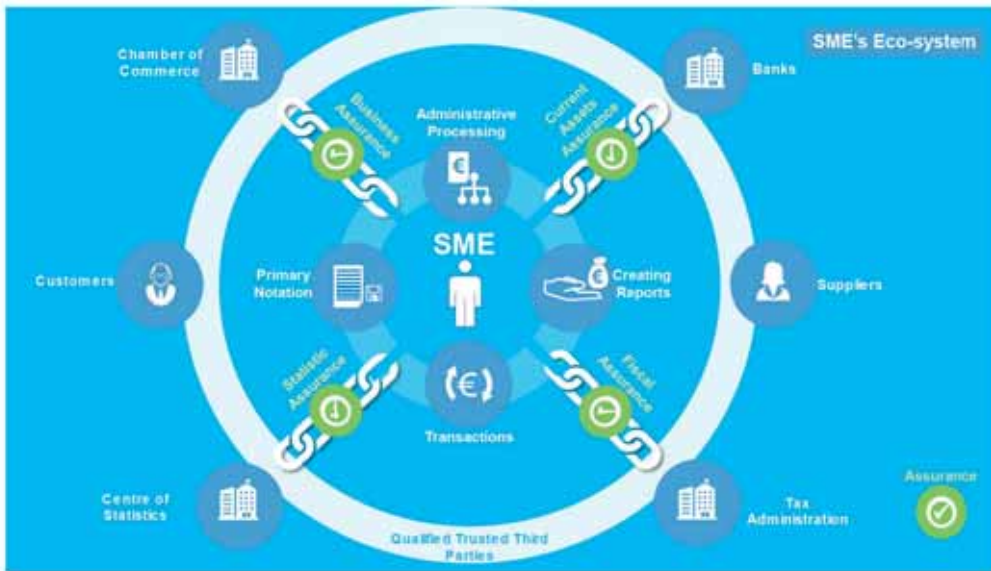 SME's Eco-system
Chamber of
Commerce
Banks
Business
Assurance
Administrative
Processing
Current
Assets
Assurance
SME
Customers
Primary
Notation
Creating
Reports
Suppliers
Statistic
Assurance
Fiscal
Assurance
Transactions
Centre of
Statistics
Tax
Administration
Assurance
Qualified Trusted Third
Parties